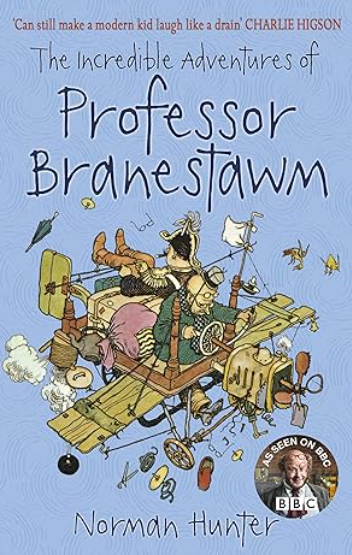 'Can still make a modern kid laugh like a drain' CHARLIE HIGSON
The Incredible Adventures of
Professor
Branestawm
AS SEEN ON BBC
BBC
Norman Hunter